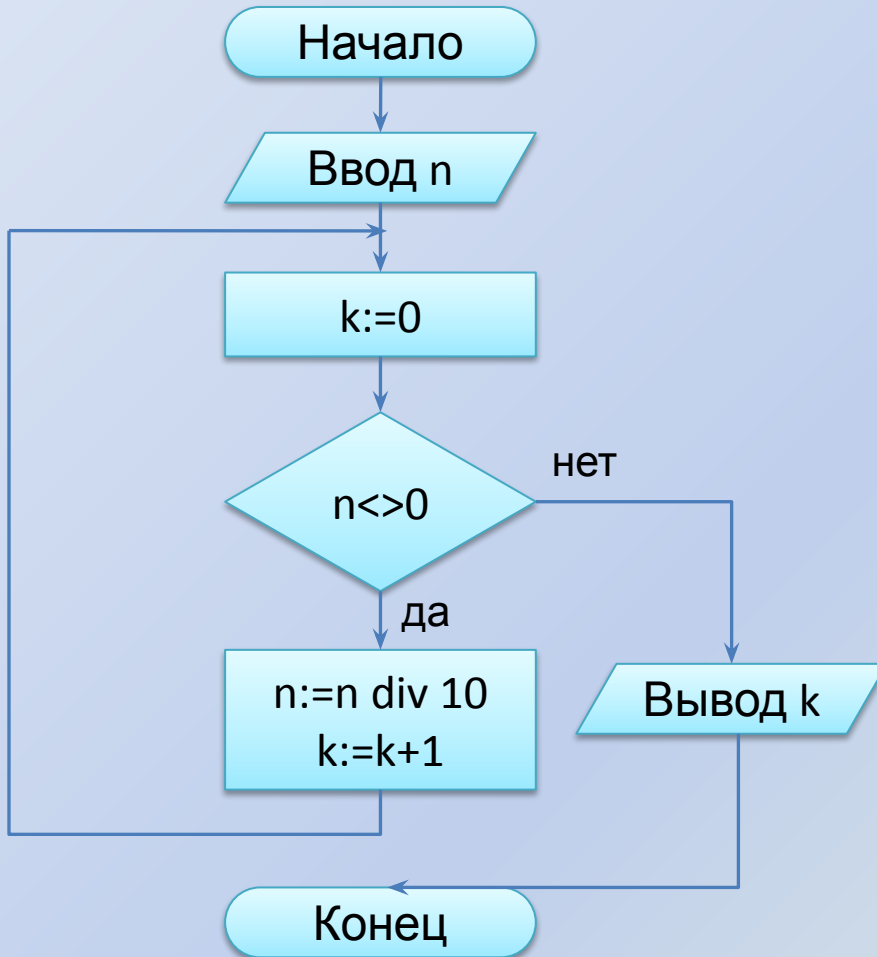 Начало
Ввод n
k:=0
n<>0
нет
да
n:=n div 10
k:=k+1
Вывод k
Конец